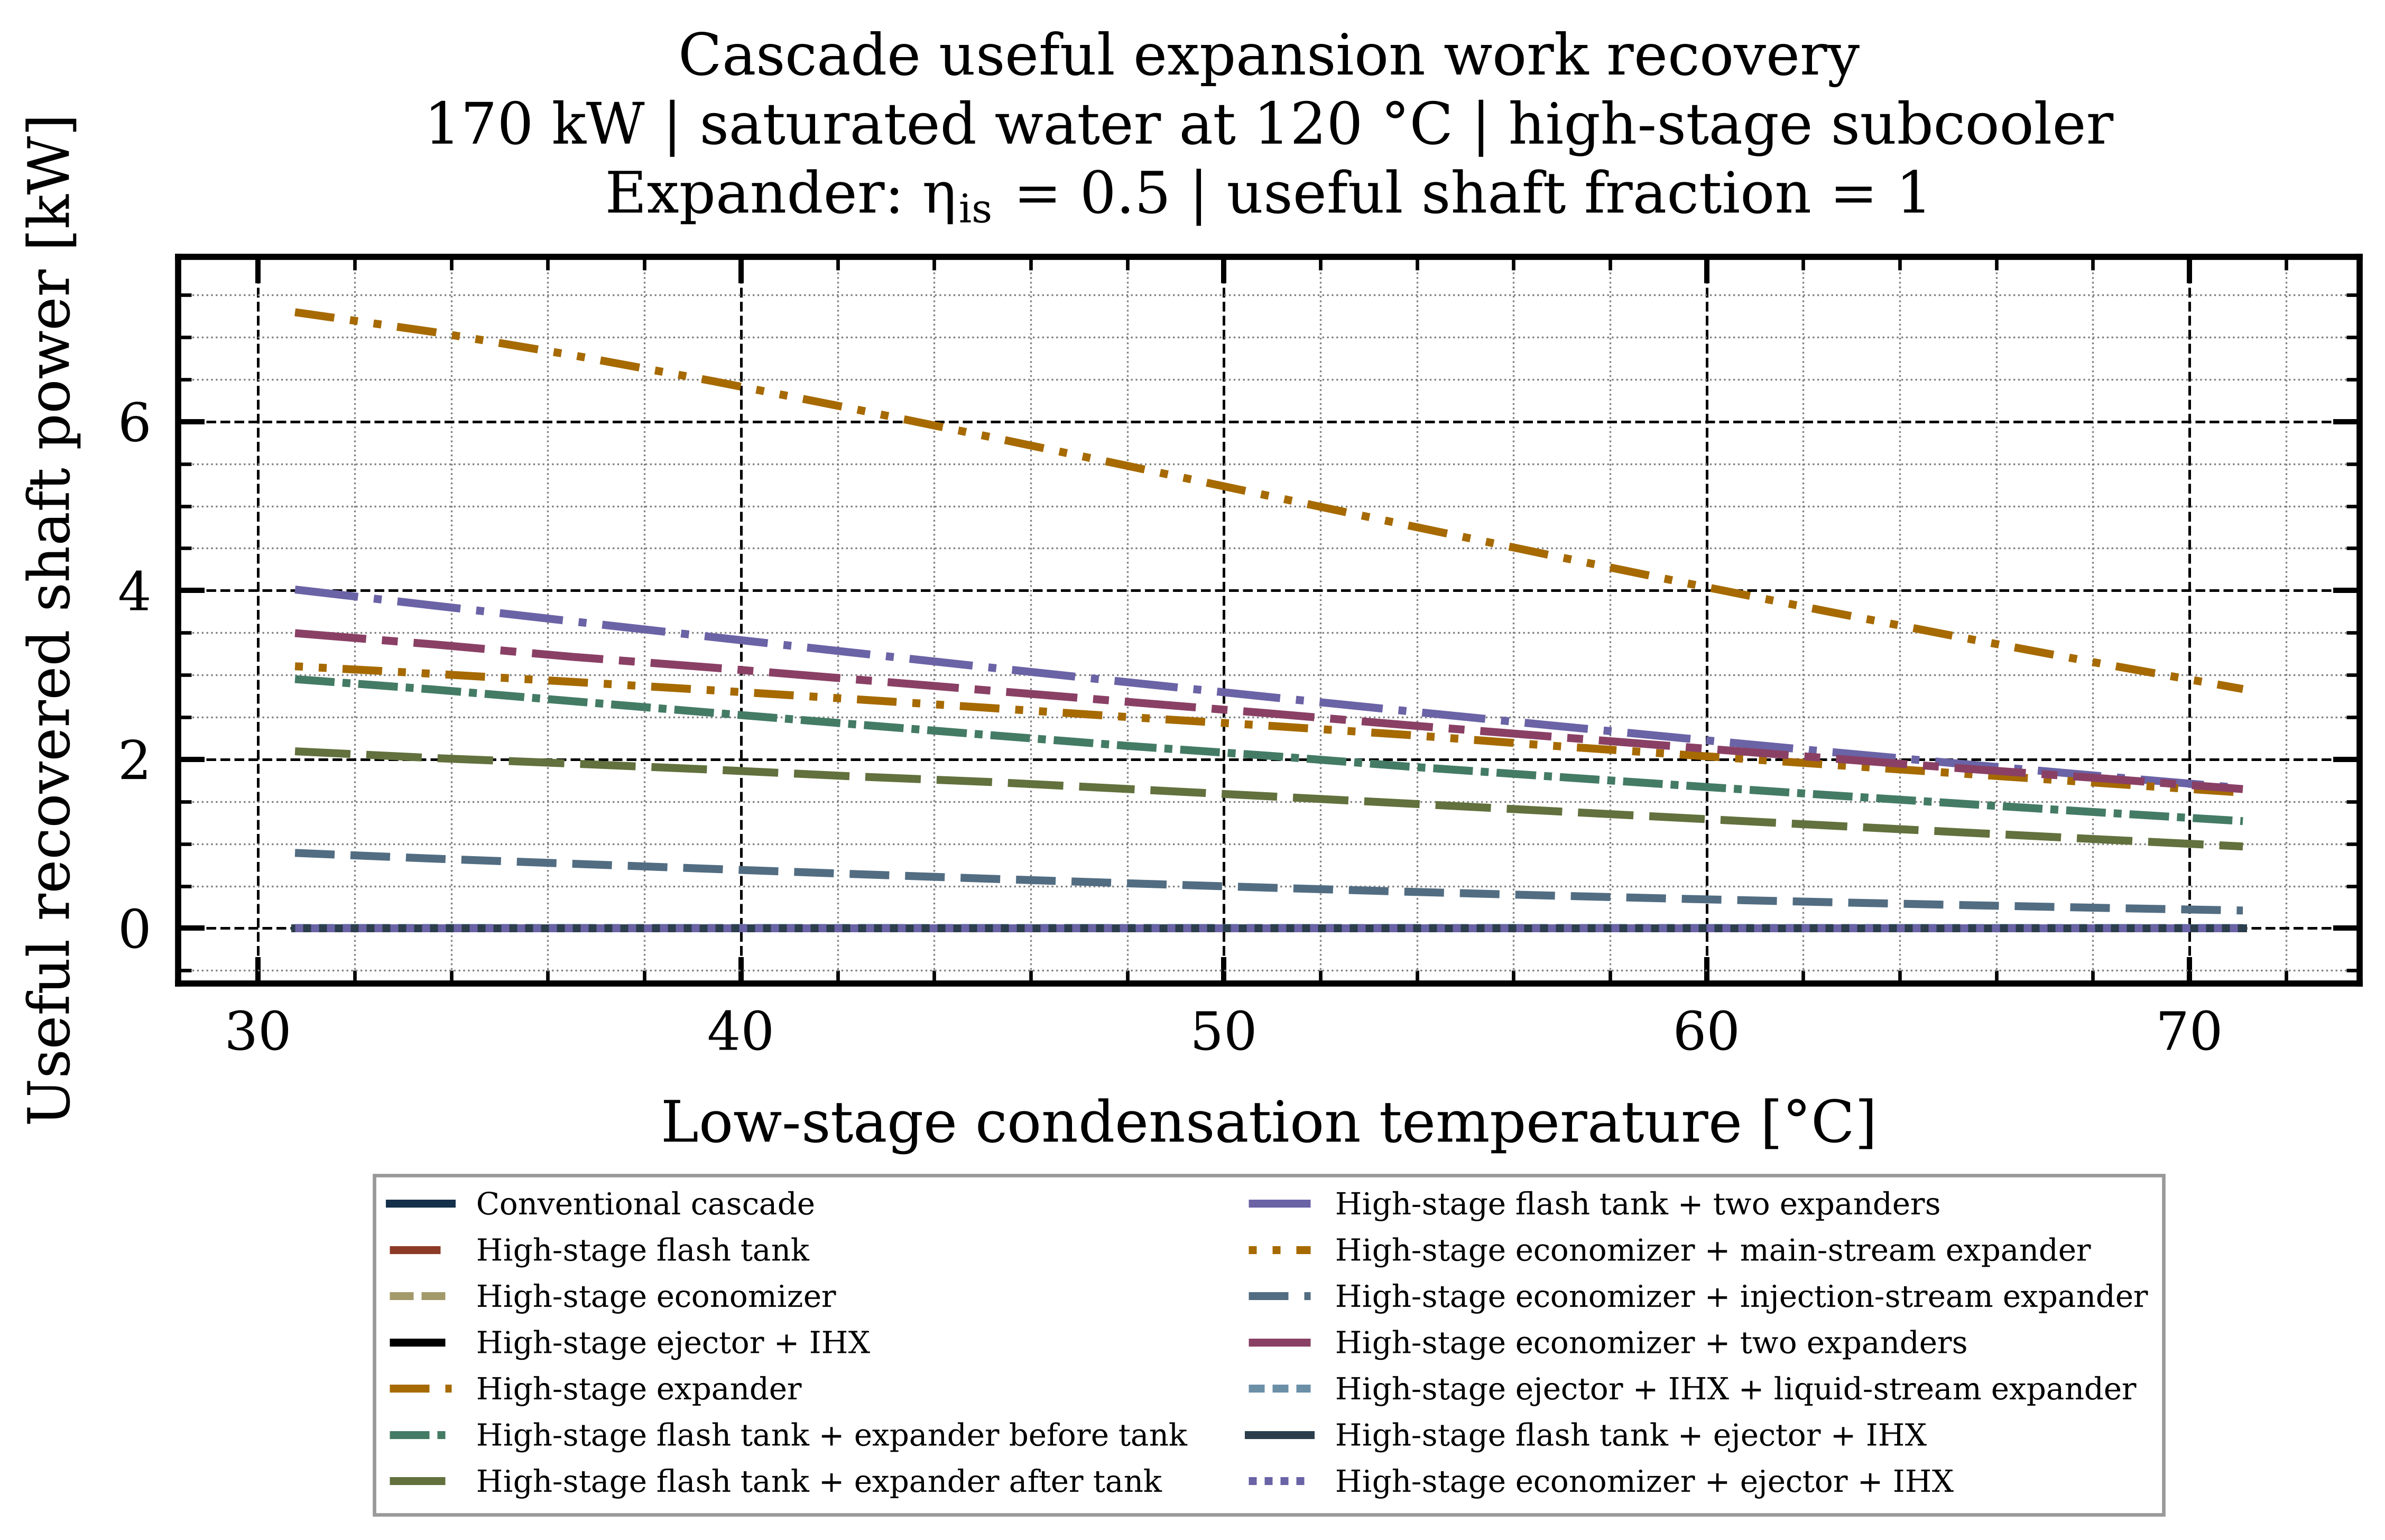 Cascade useful expansion work recovery
170 kW | saturated water at 120 °C | high-stage subcooler
Expander: ηis = 0.5 | useful shaft fraction = 1
Useful recovered shaft power [kW]
6
4
2
0
30 40 50 60 70
Low-stage condensation temperature [°C]
Conventional cascade
High-stage flash tank
High-stage economizer
High-stage ejector + IHX
High-stage expander
High-stage flash tank + expander before tank
High-stage flash tank + expander after tank
High-stage flash tank + two expanders
High-stage economizer + main-stream expander
High-stage economizer + injection-stream expander
High-stage economizer + two expanders
High-stage ejector + IHX + liquid-stream expander
High-stage flash tank + ejector + IHX
High-stage economizer + ejector + IHX